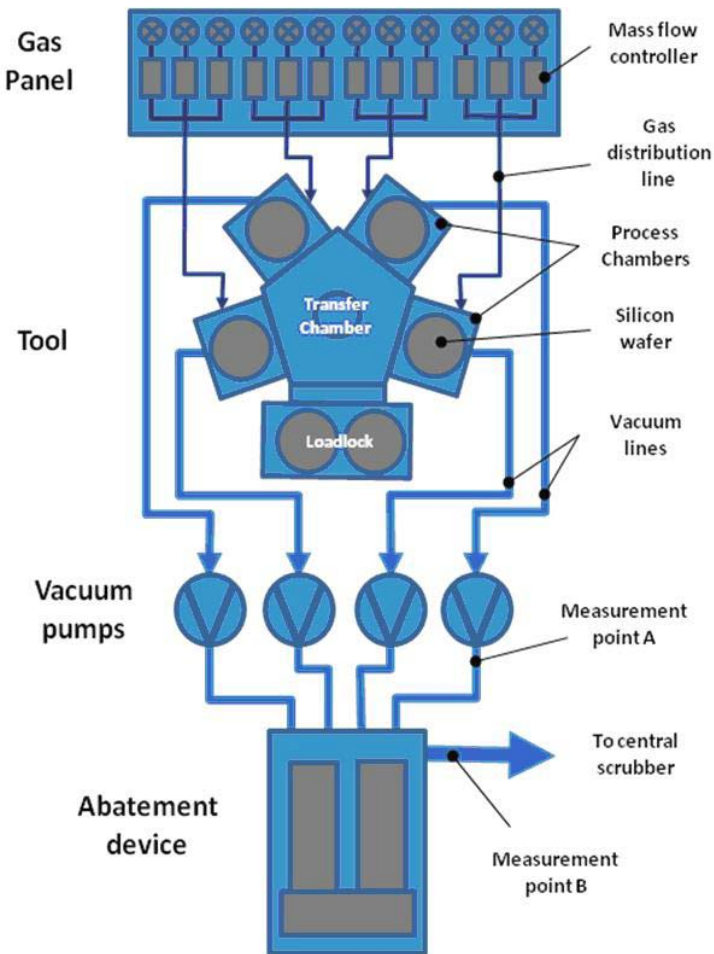 Gas
Panel
Mass flow
controller
Gas
distribution
line
Process
Chambers
Transfer
Chamber
Tool
Silicon
wafer
Loadlock
Vacuum
lines
Vacuum
pumps
Measurement
point A
To central
scrubber
Abatement
device
Measurement
point B